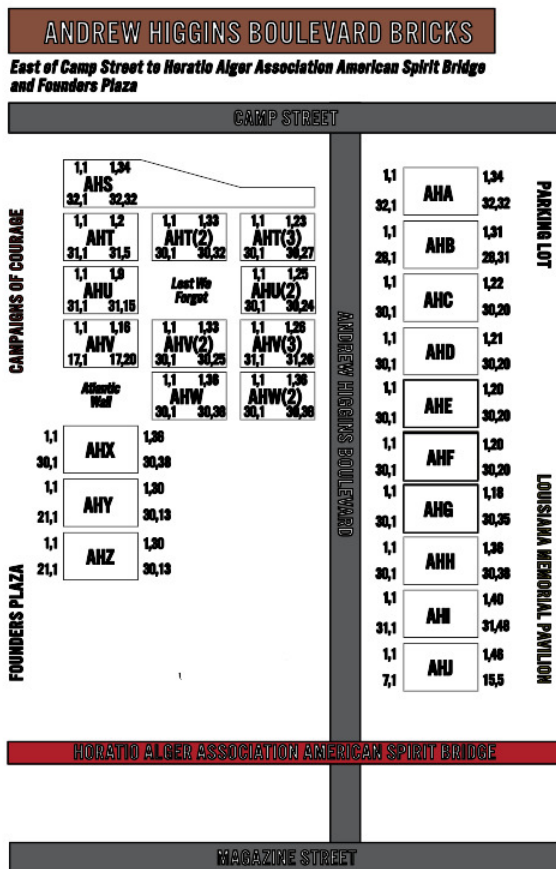 ANDREW HIGGINS BOULEVARD BRICKS
East of Camp Street to Horatio Alger Association American Spirit Bridge
and Founders Plaza
CAMP STREET
1,1 1,34
AHS
32,1 32,32
1,1 1,2
AHT
31,1 31,5
1,1 1,33
AHT(2)
30,1 30,32
1,1 1,23
AHT(3)
30,1 30,27
1,1 1,9
AHU
31,1 31,15
Lest We
Forget
1,1 1,25
AHU(2)
30,1 30,24
1,1 1,16
AHV
17,1 17,20
1,1 1,33
AHV(2)
30,1 30,25
1,1 1,26
AHV(3)
31,1 31,26
Atlantic
Wall
1,1 1,36
AHW
30,1 30,36
1,1 1,36
AHW(2)
30,1 30,36
1,1 1,36
AHX
30,1 30,38
1,1 1,30
AHY
21,1 30,13
1,1 1,30
AHZ
21,1 30,13
CAMPAIGNS OF COURAGE
FOUNDERS PLAZA
ANDREW HIGGINS BOULEVARD
1,1 1,34
AHA
32,1 32,32
1,1 1,31
AHB
28,1 28,31
1,1 1,22
AHC
30,1 30,20
1,1 1,21
AHD
30,1 30,20
1,1 1,20
AHE
30,1 30,20
1,1 1,20
AHF
30,1 30,20
1,1 1,18
AHG
30,1 30,35
1,1 1,36
AHH
30,1 30,36
1,1 1,40
AHI
31,1 31,48
1,1 1,46
AHJ
7,1 15,5
PARKING LOT
LOUISIANA MEMORIAL PAVILION
HORATIO ALGER ASSOCIATION AMERICAN SPIRIT BRIDGE
MAGAZINE STREET